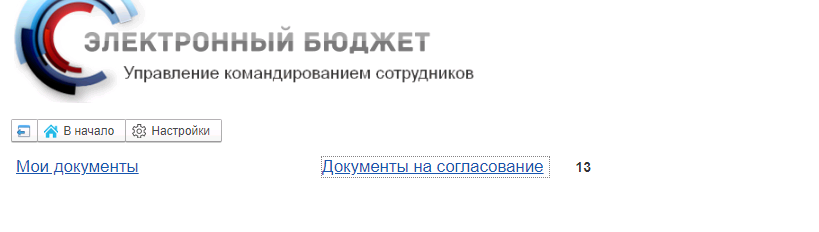 ЭЛЕКТРОННЫЙ БЮДЖЕТ
Управление командированием сотрудников
В начало Настройки
Мои документы Документы на согласование 13